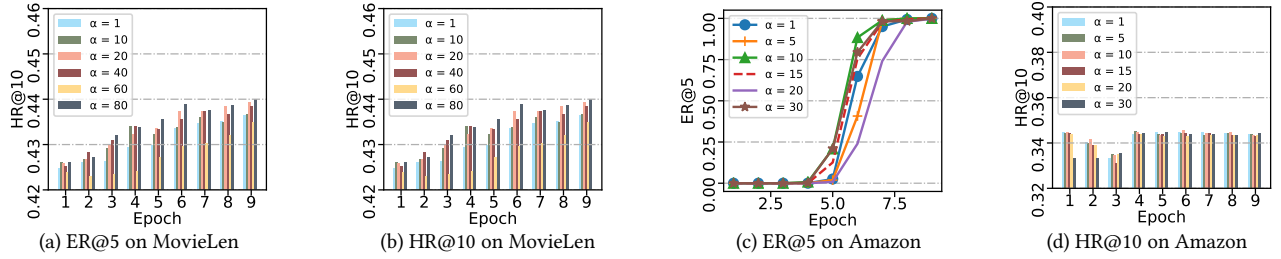 0.46
0.45
0.44
0.43
0.42
HR@10
α = 1
α = 10
α = 20
α = 40
α = 60
α = 80
1 2 3 4 5 6 7 8 9
Epoch
(a) ER@5 on MovieLen
0.46
0.45
0.44
0.43
0.42
HR@10
α = 1
α = 10
α = 20
α = 40
α = 60
α = 80
1 2 3 4 5 6 7 8 9
Epoch
(b) HR@10 on MovieLen
1.00
0.75
0.50
0.25
0.00
ER@5
α = 1
α = 5
α = 10
α = 15
α = 20
α = 30
2.5 5.0 7.5
Epoch
(c) ER@5 on Amazon
0.40
0.38
0.36
0.34
0.32
HR@10
α = 1
α = 5
α = 10
α = 15
α = 20
α = 30
1 2 3 4 5 6 7 8 9
Epoch
(d) HR@10 on Amazon